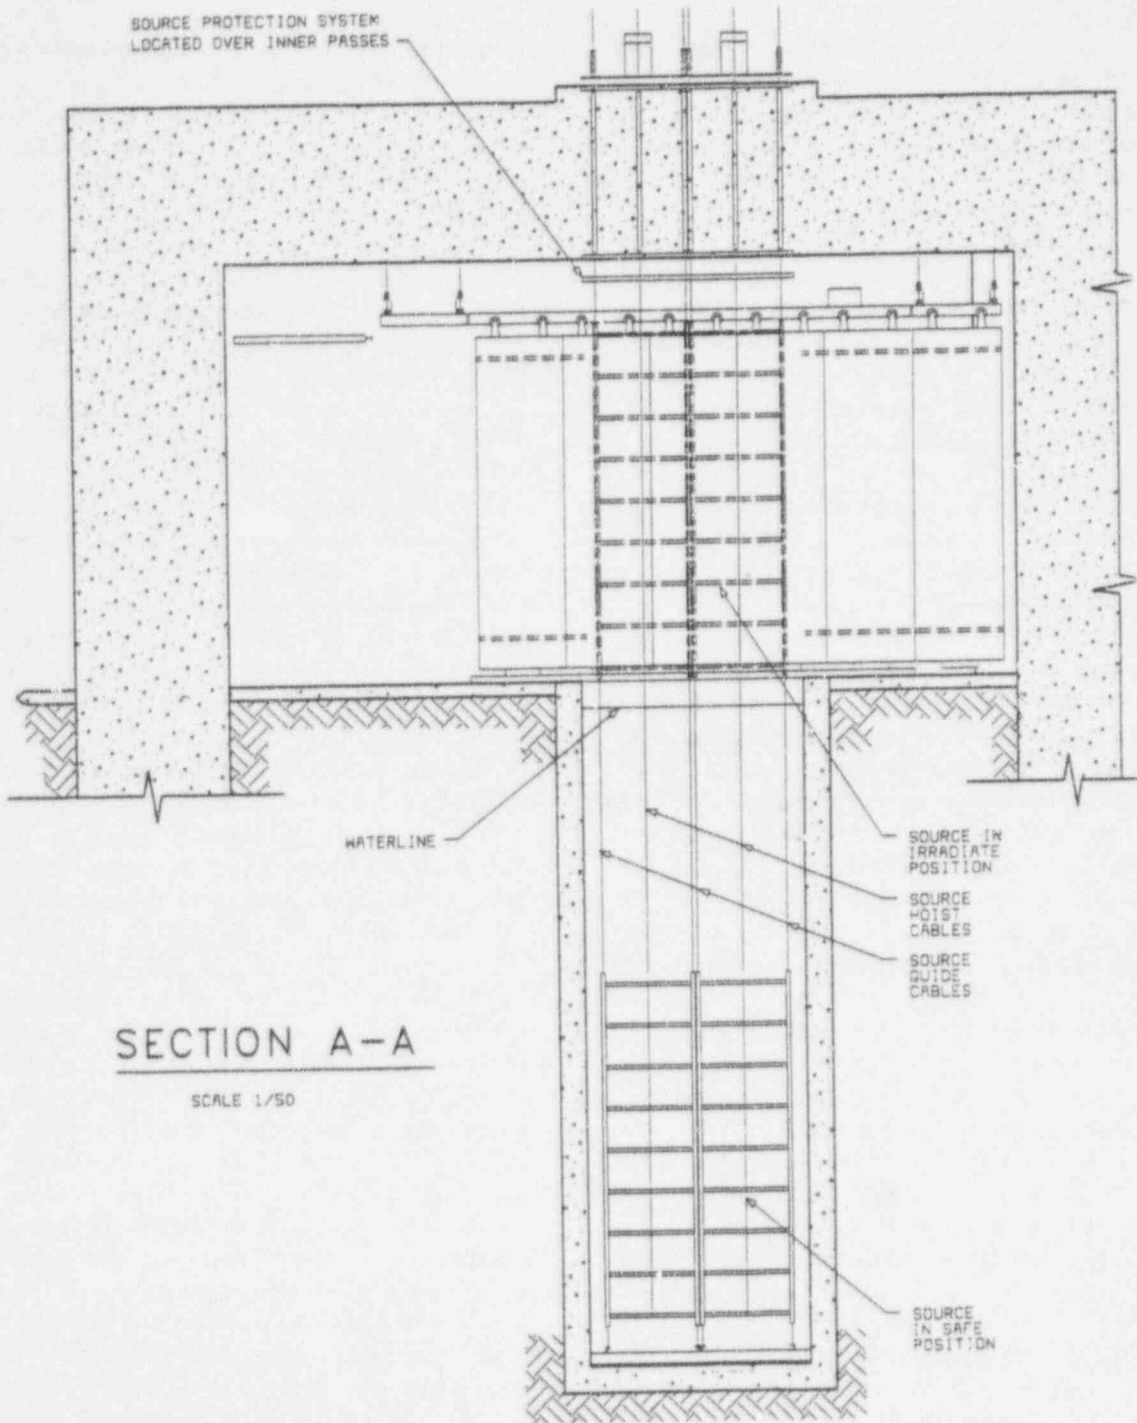 SOURCE PROTECTION SYSTEM
LOCATED OVER INNER PASSES
WATERLINE
SOURCE IN
IRRADIATE
POSITION
SOURCE
HOIST
CABLES
SOURCE
GUIDE
CABLES
SECTION A-A
SCALE 1/50
SOURCE
IN SAFE
POSITION